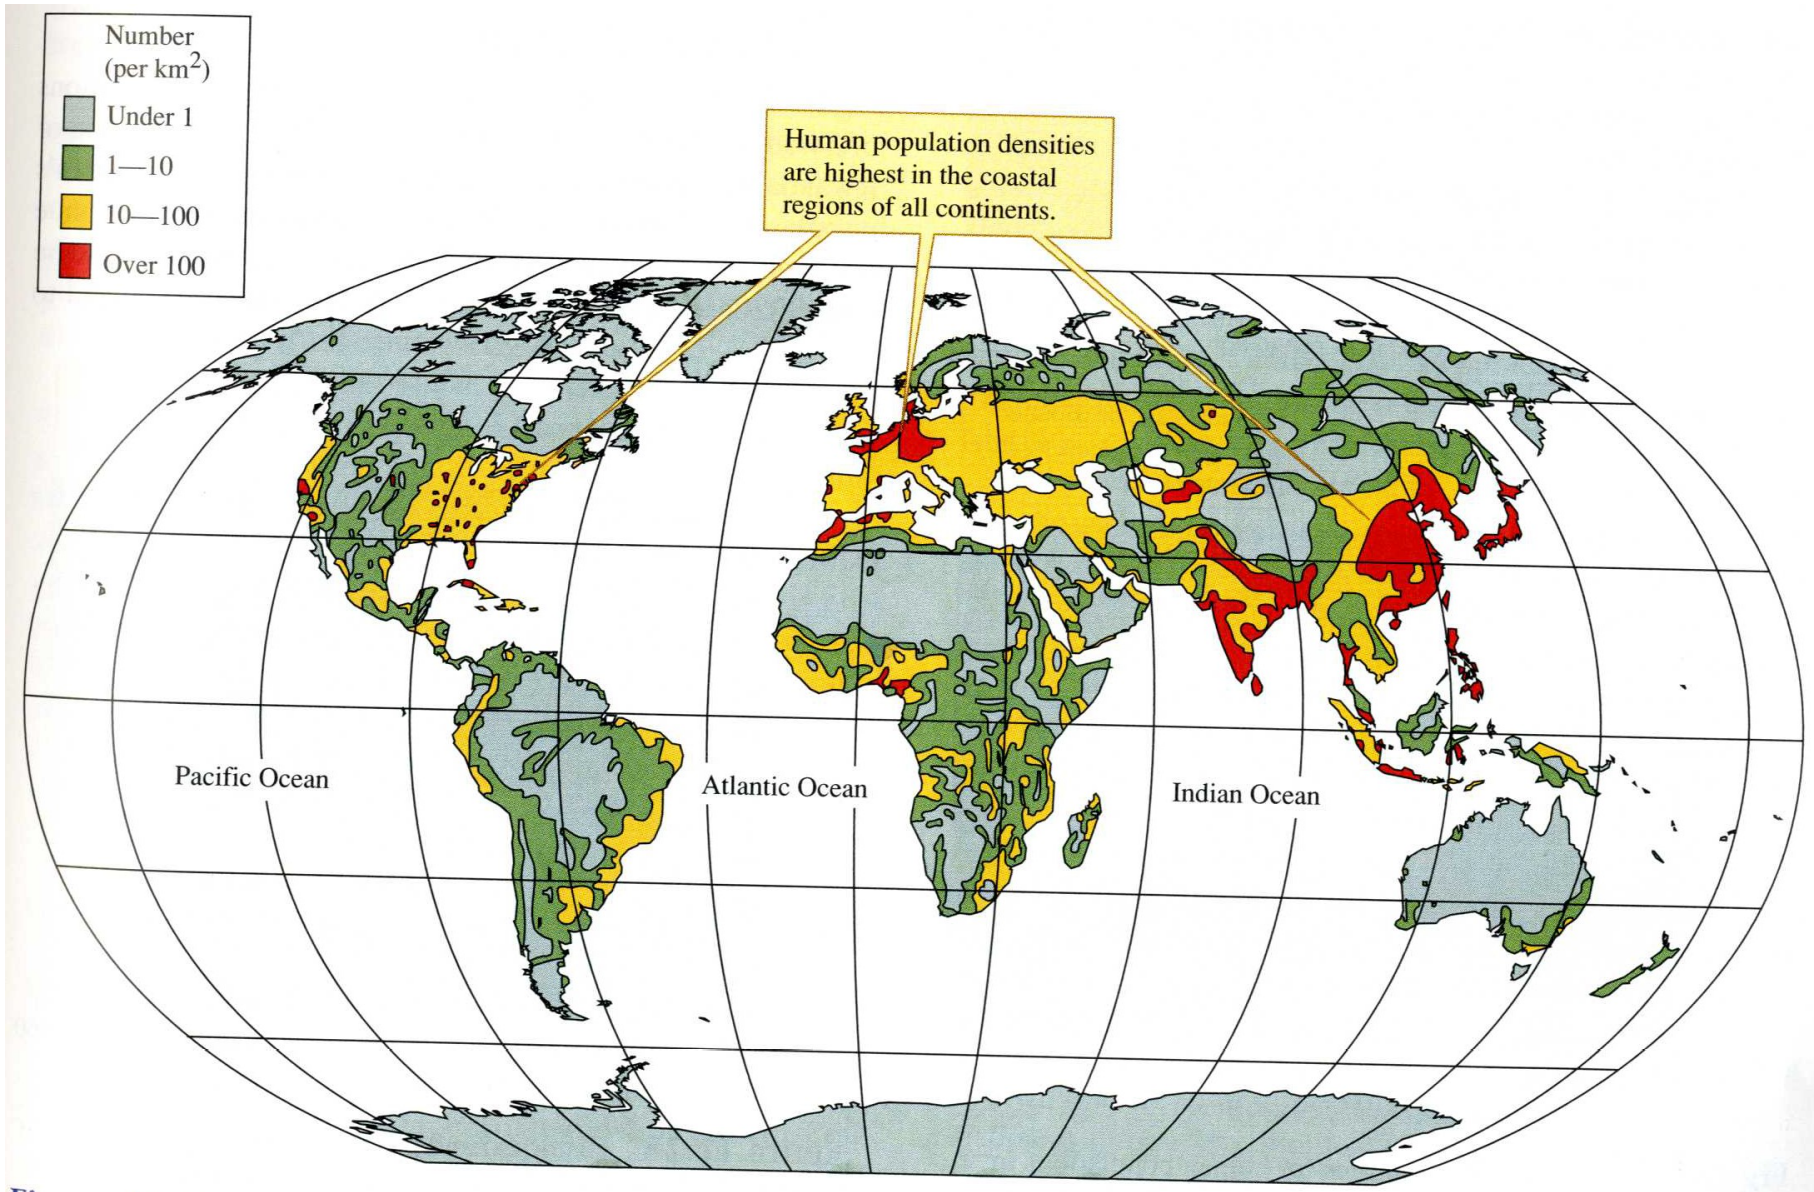 Number
(per km²)
Under 1
1—10
10—100
Over 100
Human population densities
are highest in the coastal
regions of all continents.
Pacific Ocean
Atlantic Ocean
Indian Ocean